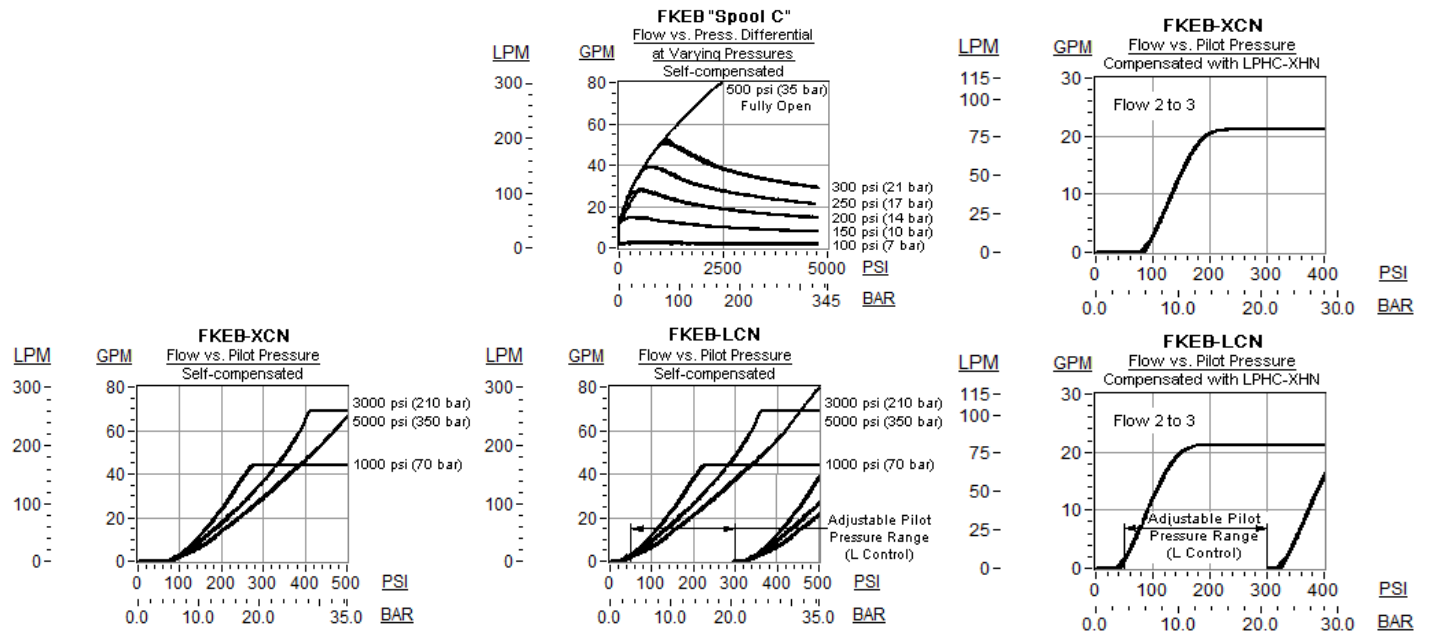 FKEB "Spool C"
Flow vs. Press. Differential
at Varying Pressures
Self-compensated
LPM GPM
300 80
500 psi (35 bar)
Fully Open
60
200
40
300 psi (21 bar)
100
250 psi (17 bar)
20
200 psi (14 bar)
150 psi (10 bar)
0 0
100 psi (7 bar)
0 2500 5000 PSI
0 100 200 345 BAR
FKEB-XCN
Flow vs. Pilot Pressure
Compensated with LPHC-XHN
LPM GPM
115 30
100
Flow 2 to 3
75 20
50
10
25
0 0
0 100 200 300 400 PSI
0.0 10.0 20.0 30.0 BAR
FKEB-XCN
Flow vs. Pilot Pressure
Self-compensated
LPM GPM
300 80
3000 psi (210 bar)
5000 psi (350 bar)
60
200
40
1000 psi (70 bar)
100
20
0 0
0 100 200 300 400 500 PSI
0.0 10.0 20.0 35.0 BAR
FKEB-LCN
Flow vs. Pilot Pressure
Self-compensated
LPM GPM
300 80
3000 psi (210 bar)
5000 psi (350 bar)
60
200
40
1000 psi (70 bar)
100
20
Adjustable Pilot
Pressure Range
(L Control)
0 0
0 100 200 300 400 500 PSI
0.0 10.0 20.0 35.0 BAR
FKEB-LCN
Flow vs. Pilot Pressure
Compensated with LPHC-XHN
LPM GPM
115 30
100
Flow 2 to 3
75 20
50
10
Adjustable Pilot
25
Pressure Range
(L Control)
0 0
0 100 200 300 400 PSI
0.0 10.0 20.0 30.0 BAR